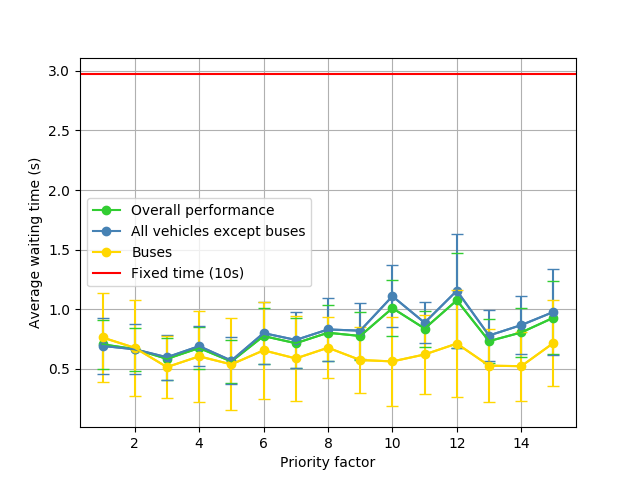 3.0
2.5
2.0
1.5
1.0
0.5
Average waiting time (s)
Overall performance
All vehicles except buses
Buses
Fixed time (10s)
2 4 6 8 10 12 14
Priority factor